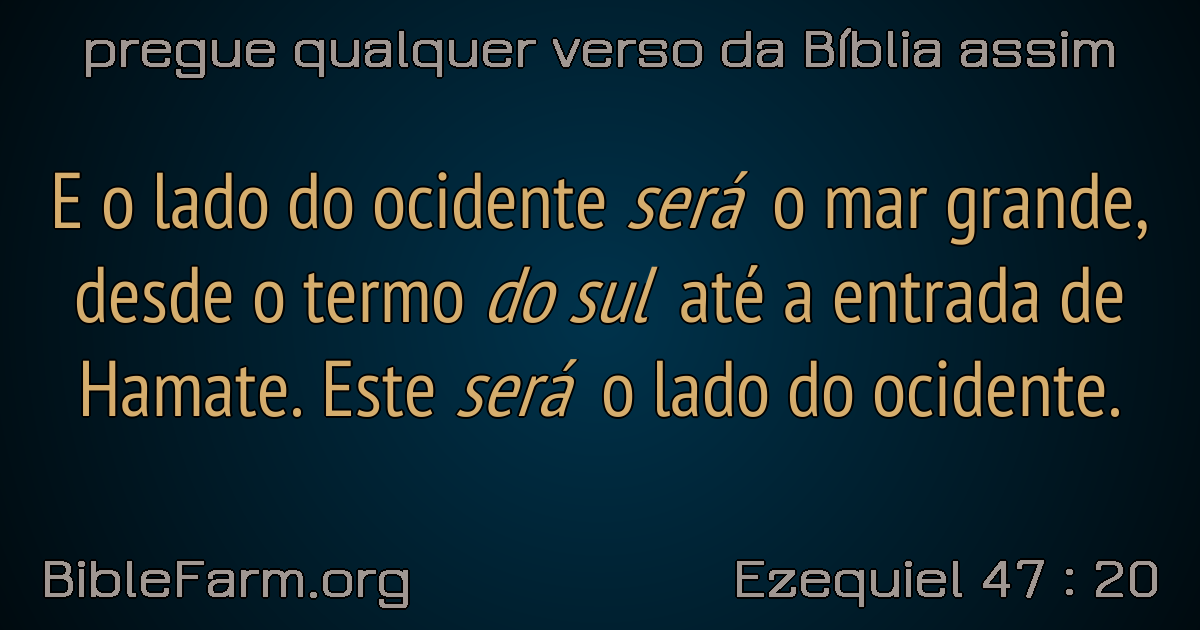 pregue qualquer verso da Bíblia assim
E o lado do ocidente será o mar grande,
desde o termo do sul até a entrada de
Hamate. Este será o lado do ocidente.
BibleFarm.org
Ezequiel 47 : 20